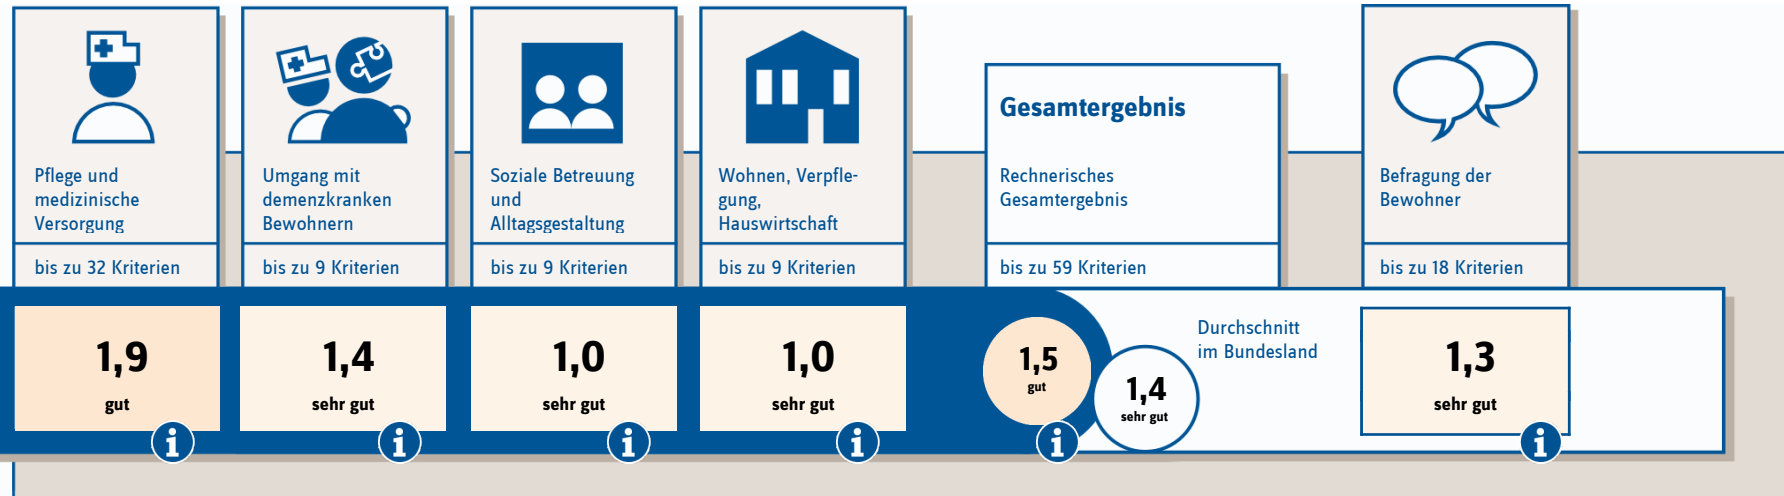 Pflege und
medizinische
Versorgung
bis zu 32 Kriterien
1,9
gut
Umgang mit
demenzkranken
Bewohnern
bis zu 9 Kriterien
1,4
sehr gut
Soziale Betreuung
und
Alltagsgestaltung
bis zu 9 Kriterien
1,0
sehr gut
Wohnen, Verpfle-
gung,
Hauswirtschaft
bis zu 9 Kriterien
1,0
sehr gut
Gesamtergebnis
Rechnerisches
Gesamtergebnis
bis zu 59 Kriterien
1,5
gut
Durchschnitt
im Bundesland
1,4
sehr gut
Befragung der
Bewohner
bis zu 18 Kriterien
1,3
sehr gut
i
i
i
i
i
i